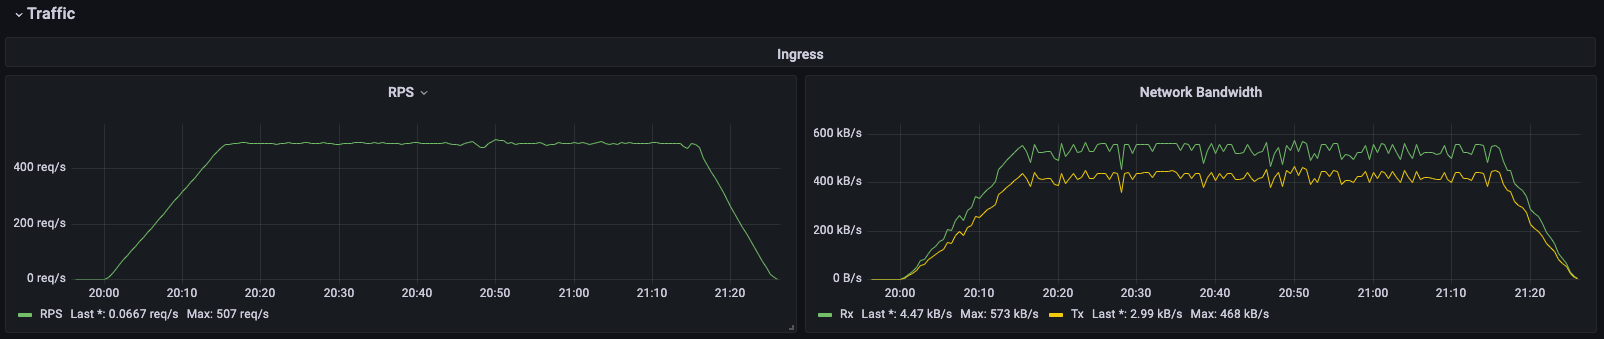 Traffic
Ingress
RPS
400 req/s
200 req/s
0 req/s
20:00 20:10 20:20 20:30 20:40 20:50 21:00 21:10 21:20
RPS Last *: 0.0667 req/s Max: 507 req/s
Network Bandwidth
600 kB/s
400 kB/s
200 kB/s
0 B/s
20:00 20:10 20:20 20:30 20:40 20:50 21:00 21:10 21:20
Rx Last *: 4.47 kB/s Max: 573 kB/s Tx Last *: 2.99 kB/s Max: 468 kB/s